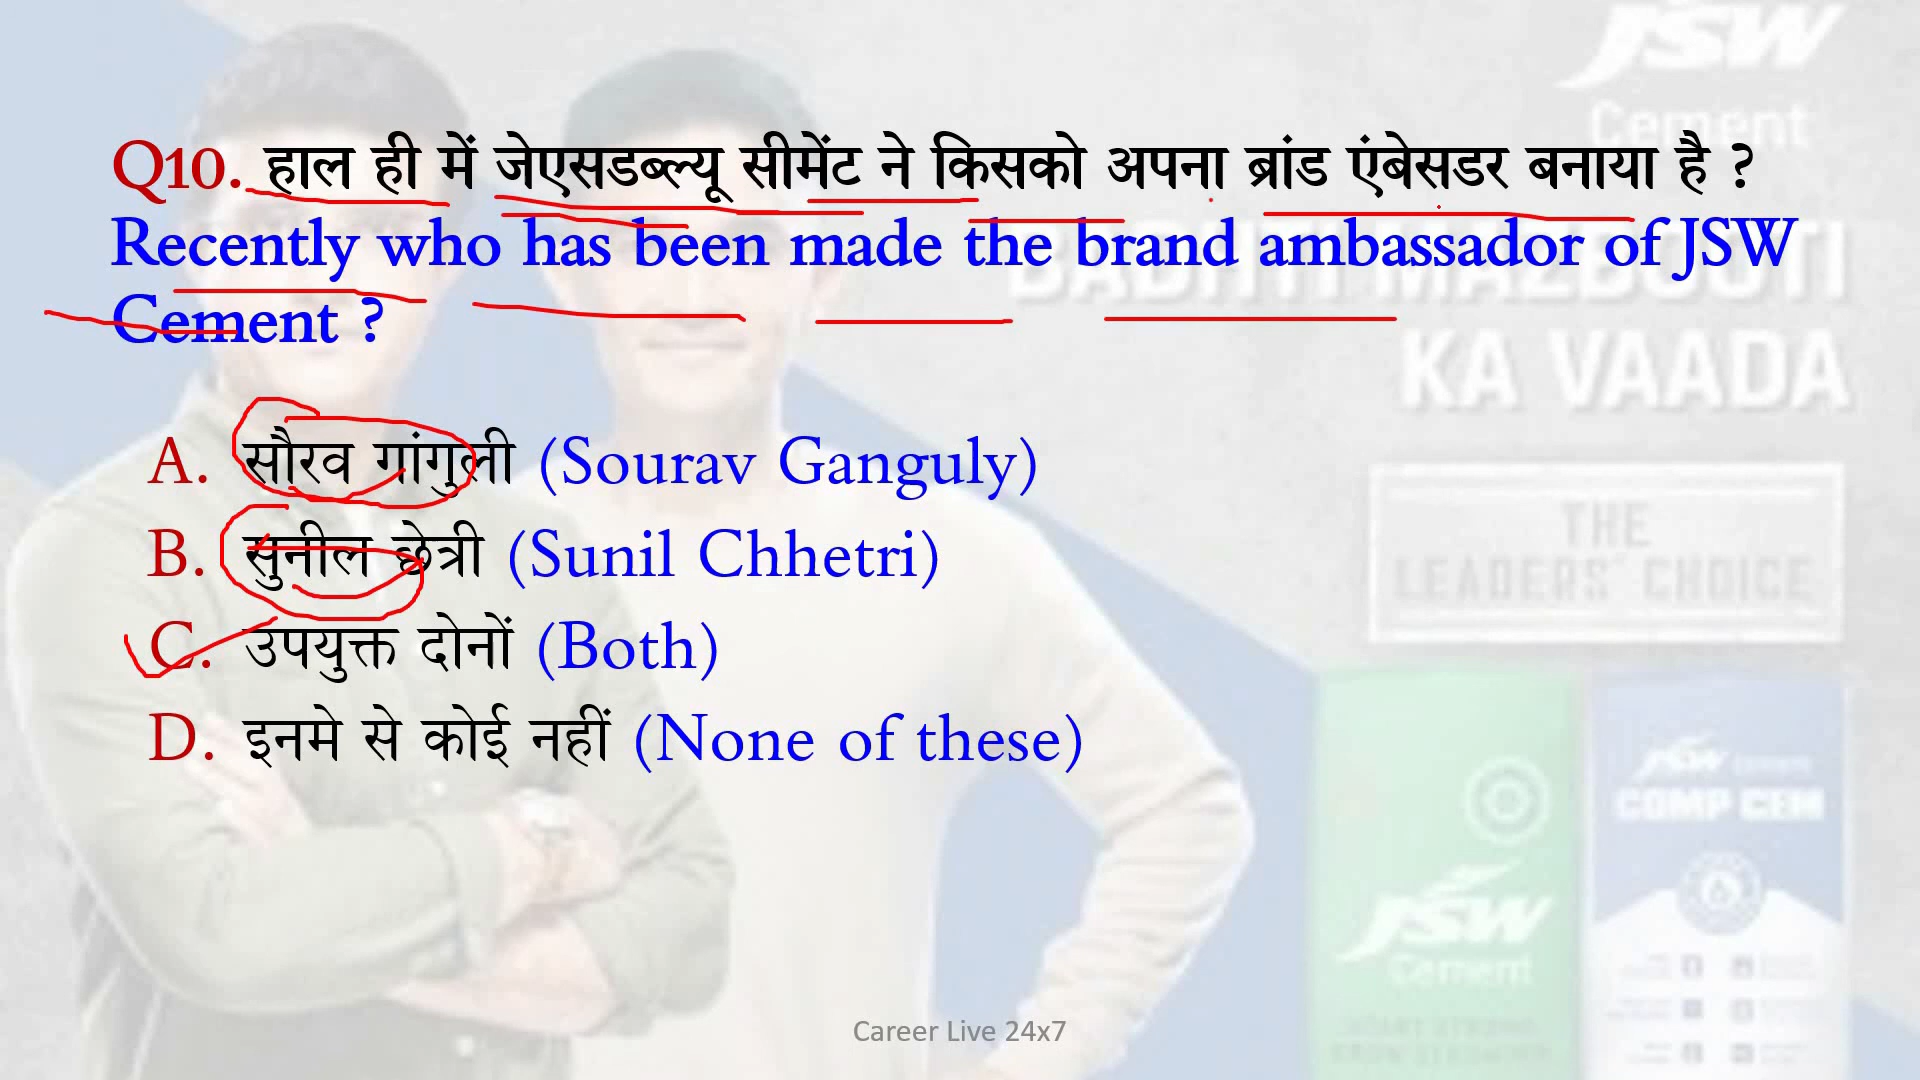 JSW
Cement
Q10. हाल ही में जेएसडब्ल्यू सीमेंट ने किसको अपना ब्रांड एंबेसडर बनाया है ?
Recently who has been made the brand ambassador of JSW
Cement ?
KA VAADA
A. सौरव गांगुली (Sourav Ganguly)
B. सुनील छेत्री (Sunil Chhetri)
C. उपयुक्त दोनों (Both)
D. इनमे से कोई नहीं (None of these)
THE
LEADERS' CHOICE
JSW Cement
COMP CEM
JSW
Cement
Career Live 24x7